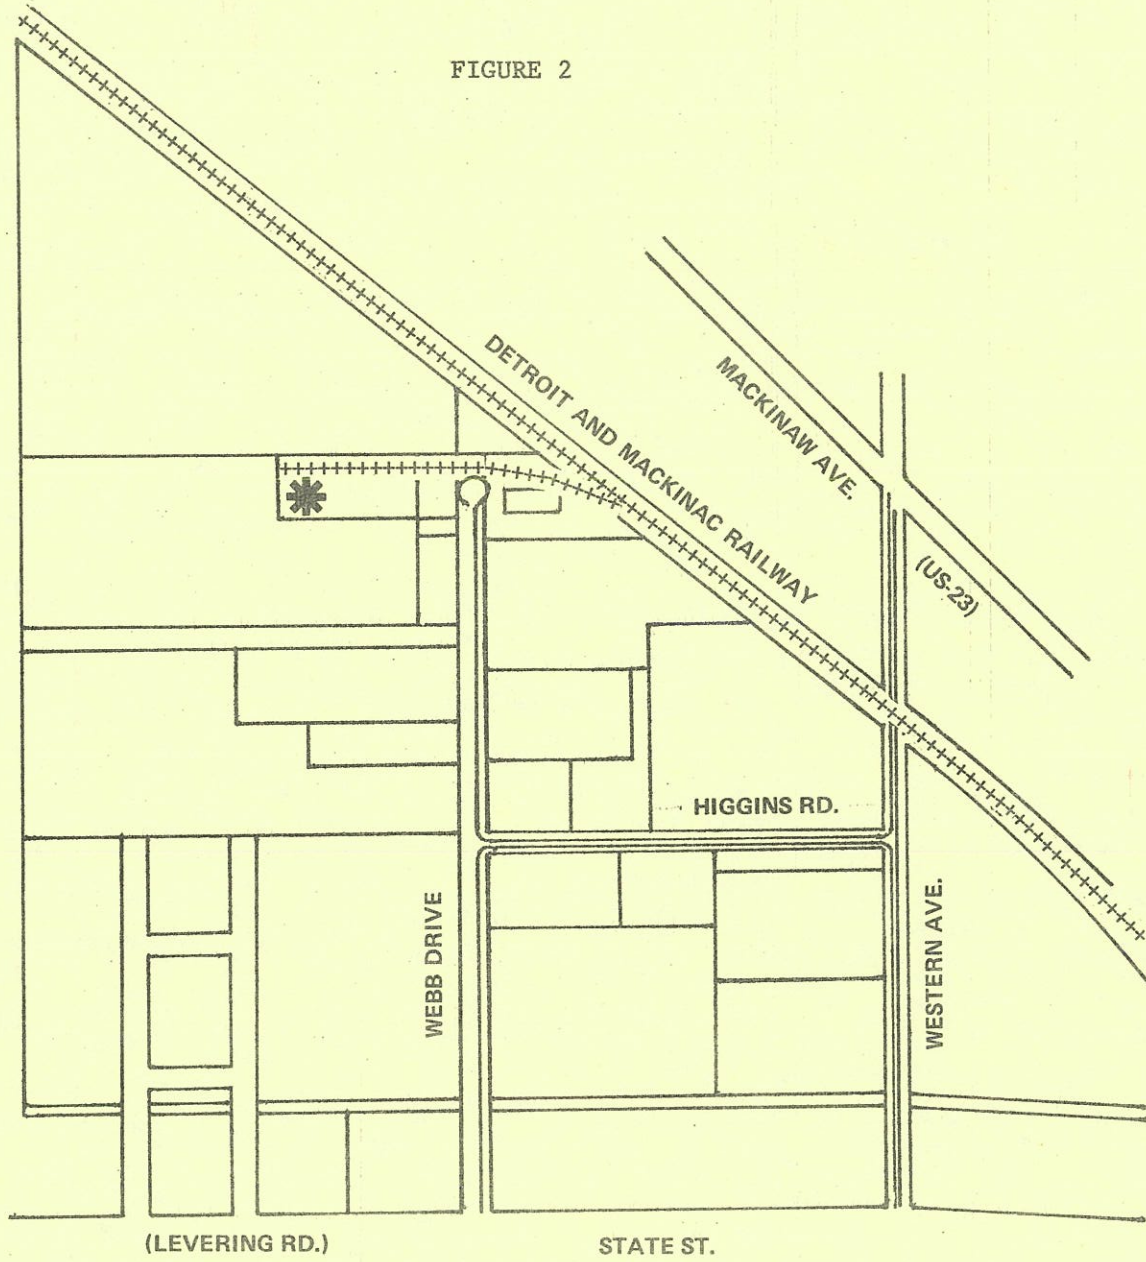 FIGURE 2
DETROIT AND MACKINAC RAILWAY
MACKINAW AVE.
(US-23)
HIGGINS RD.
WEBB DRIVE
WESTERN AVE.
(LEVERING RD.)
STATE ST.